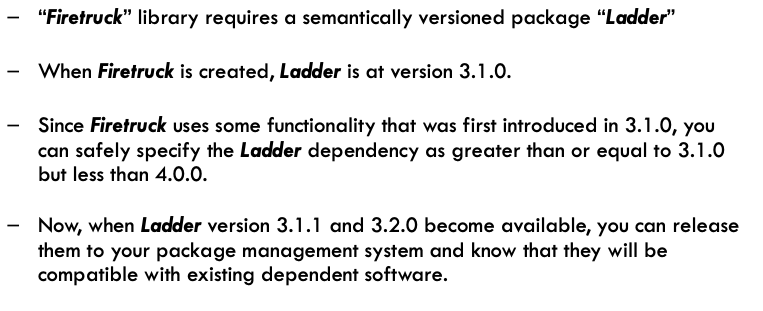 – “Firetruck” library requires a semantically versioned package “Ladder”
– When Firetruck is created, Ladder is at version 3.1.0.
– Since Firetruck uses some functionality that was first introduced in 3.1.0, you
can safely specify the Ladder dependency as greater than or equal to 3.1.0
but less than 4.0.0.
– Now, when Ladder version 3.1.1 and 3.2.0 become available, you can release
them to your package management system and know that they will be
compatible with existing dependent software.